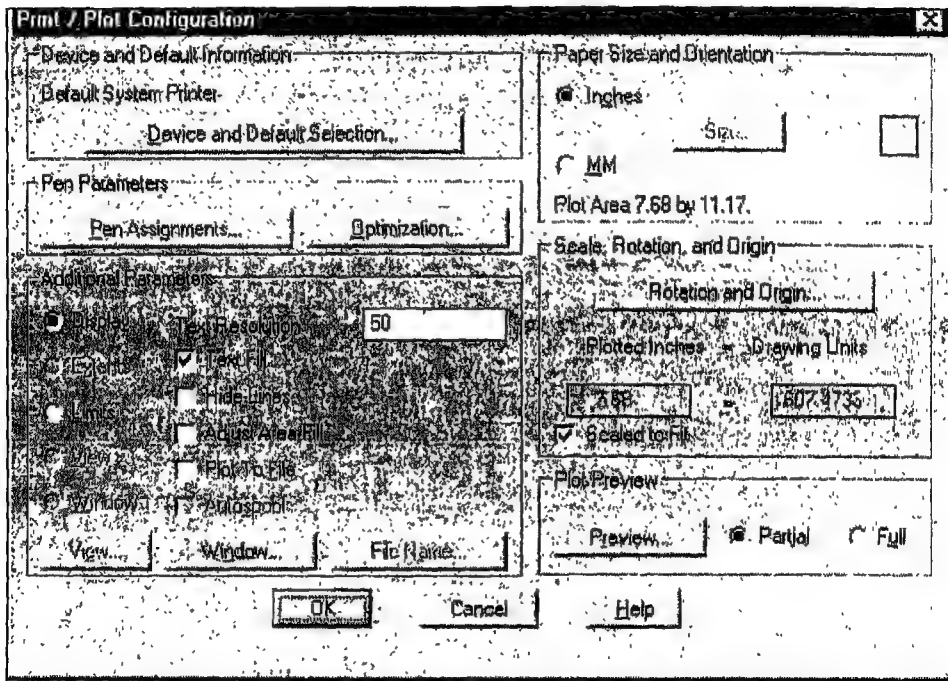 Print / Plot Configuration
Device and Default Information
Default System Printer
Device and Default Selection...
Pen Parameters
Pen Assignments...
Optimization...
Additional Parameters
Display
Text Resolution
50
Extents
Text Fill
Limits
Hide Lines
Adjust Area Fill
View
Plot To File
Window
Autospool
View...
Window...
File Name...
Paper Size and Orientation
Inches
Size...
MM
Plot Area 7.68 by 11.17.
Scale, Rotation, and Origin
Rotation and Origin...
Plotted Inches = Drawing Units
7.68 =
Scaled to Fit
Plot Preview
Preview...
Partial
Full
OK
Cancel
Help